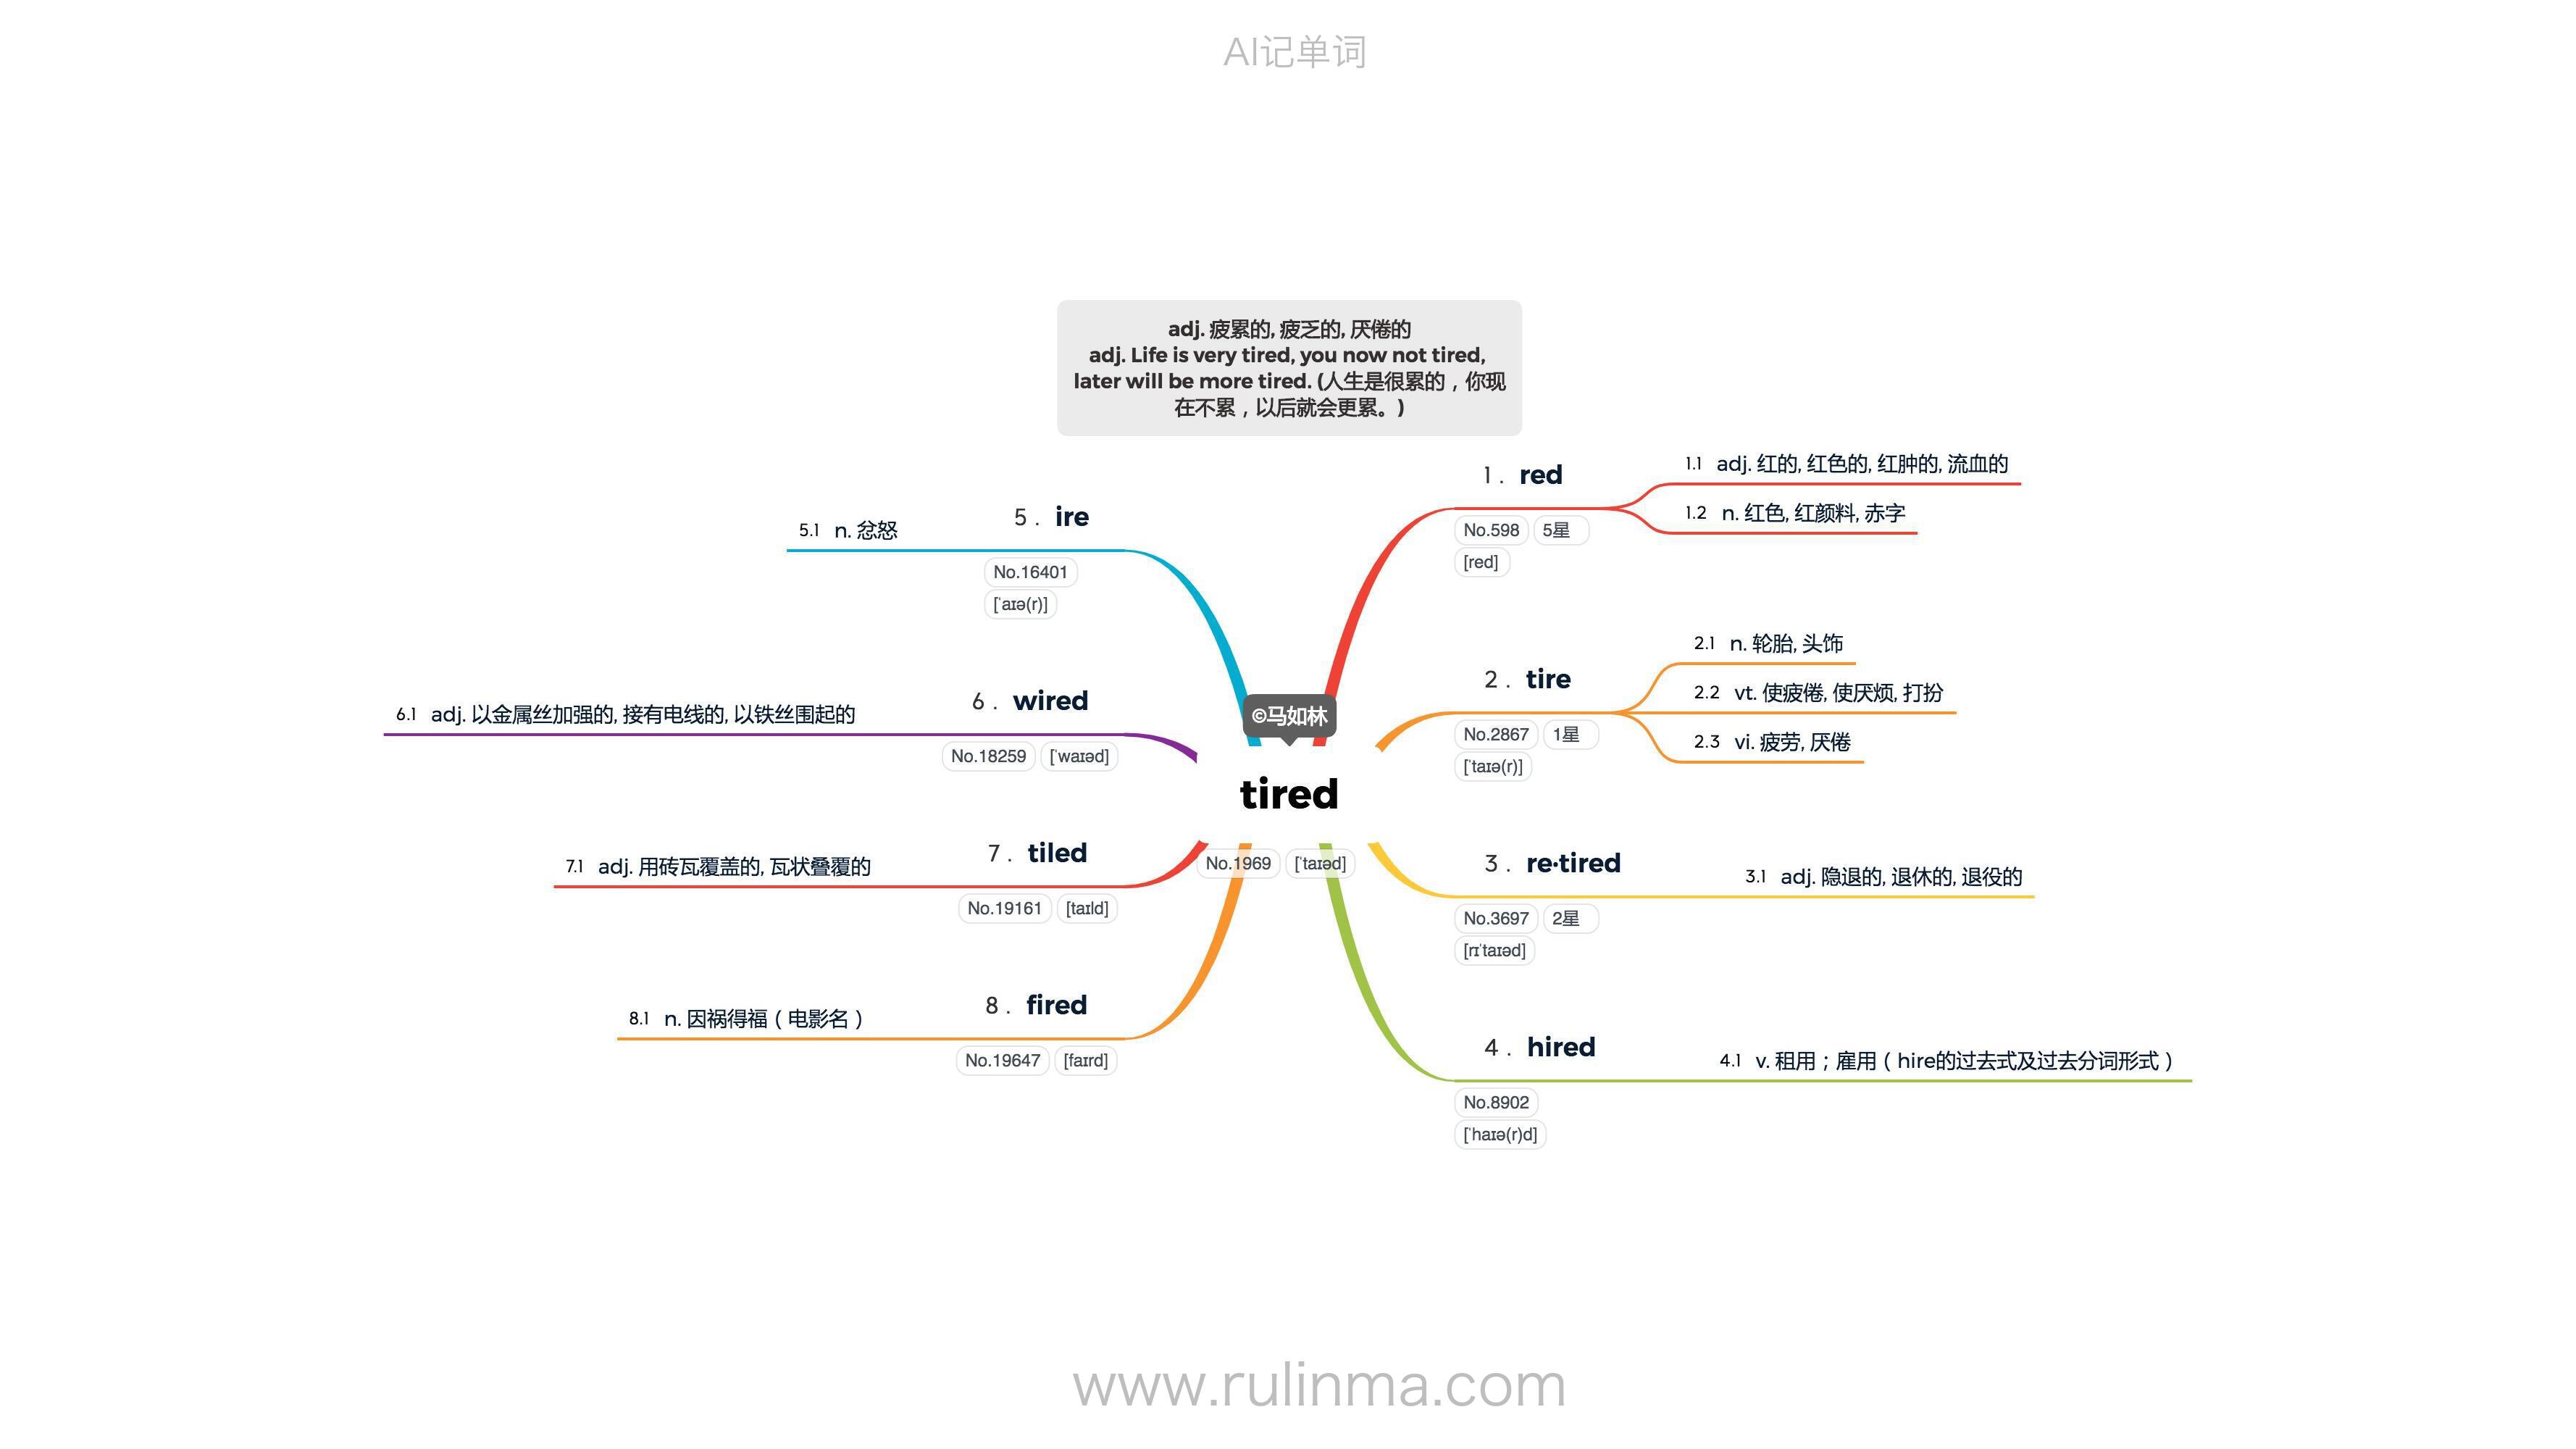 AI记单词
adj. 疲累的, 疲乏的, 厌倦的
adj. Life is very tired, you now not tired,
later will be more tired. (人生是很累的，你现
在不累，以后就会更累。)
©马如林
tired
No.1969 [ˈtaɪəd]
1 . red
No.598 5星
[red]
1.1 adj. 红的, 红色的, 红肿的, 流血的
1.2 n. 红色, 红颜料, 赤字
2 . tire
No.2867 1星
[ˈtaɪə(r)]
2.1 n. 轮胎, 头饰
2.2 vt. 使疲倦, 使厌烦, 打扮
2.3 vi. 疲劳, 厌倦
3 . re·tired
No.3697 2星
[rɪˈtaɪəd]
3.1 adj. 隐退的, 退休的, 退役的
4 . hired
No.8902
[ˈhaɪə(r)d]
4.1 v. 租用；雇用（hire的过去式及过去分词形式）
5 . ire
No.16401
[ˈaɪə(r)]
5.1 n. 忿怒
6 . wired
No.18259 [ˈwaɪəd]
6.1 adj. 以金属丝加强的, 接有电线的, 以铁丝围起的
7 . tiled
No.19161 [taɪld]
7.1 adj. 用砖瓦覆盖的, 瓦状叠覆的
8 . fired
No.19647 [faɪrd]
8.1 n. 因祸得福（电影名）
www.rulinma.com